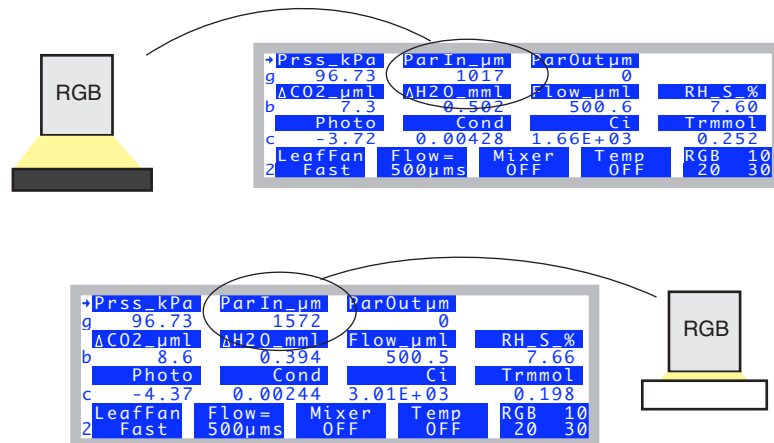 RGB
→Prss_kPa ParIn_µm ParOutµm
g 96.73 1017 0
ΔCO2_µml ΔH2O_mml Flow_µml RH_S_%
b 7.3 0.502 500.6 7.60
Photo Cond Ci Trmmol
c -3.72 0.00428 1.66E+03 0.252
LeafFan Flow= Mixer Temp RGB 10
2 Fast 500µms OFF OFF 20 30
→Prss_kPa ParIn_µm ParOutµm
g 96.73 1572 0
ΔCO2_µml ΔH2O_mml Flow_µml RH_S_%
b 8.6 0.394 500.5 7.66
Photo Cond Ci Trmmol
c -4.37 0.00244 3.01E+03 0.198
LeafFan Flow= Mixer Temp RGB 10
2 Fast 500µms OFF OFF 20 30
RGB